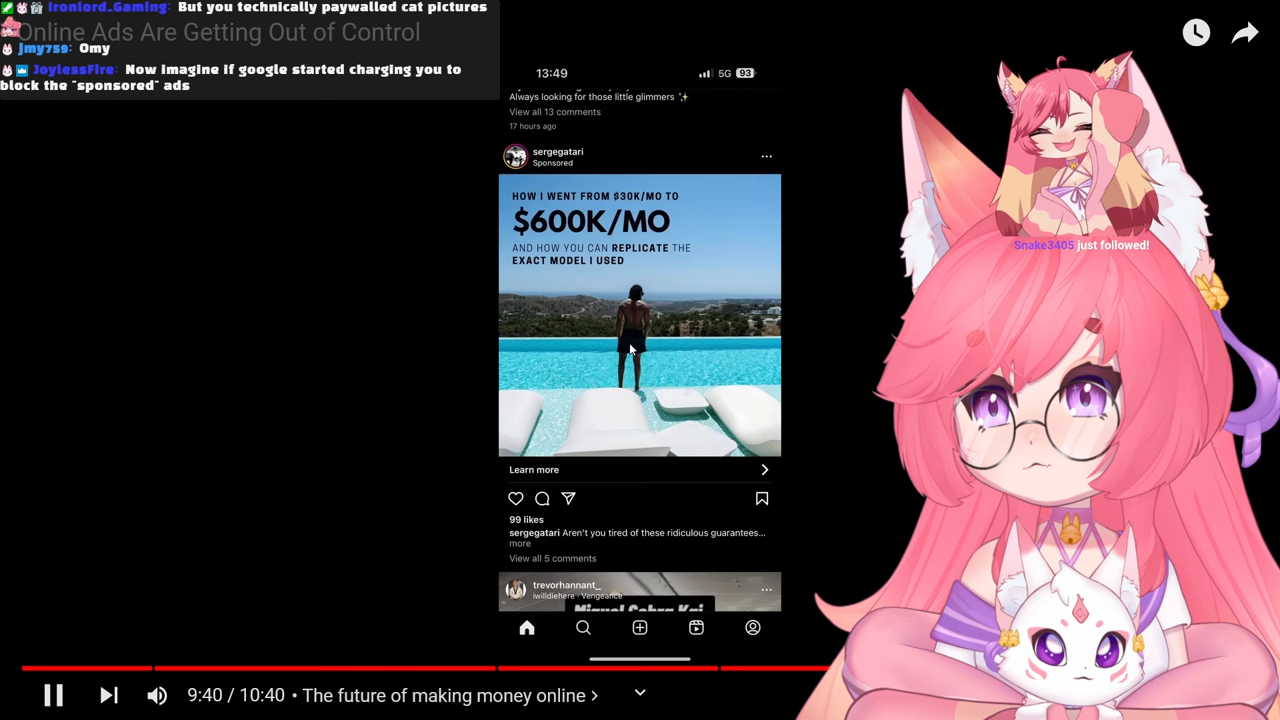 Ironlord_Gaming: But you technically paywalled cat pictures
Online Ads Are Getting Out of Control
jmy759: Omy
JoylessFire: Now imagine if google started charging you to
block the "sponsored" ads
13:49
5G 93
Always looking for those little glimmers ✨
View all 13 comments
17 hours ago
sergegatari
Sponsored
HOW I WENT FROM $30K/MO TO
$600K/MO
AND HOW YOU CAN REPLICATE THE
EXACT MODEL I USED
Learn more
99 likes
sergegatari Aren't you tired of these ridiculous guarantees...
more
View all 5 comments
trevorhannant_
iwilldiehere · Vengeance
Miguel Cobra Kai
Snake3405 just followed!
9:40 / 10:40 • The future of making money online